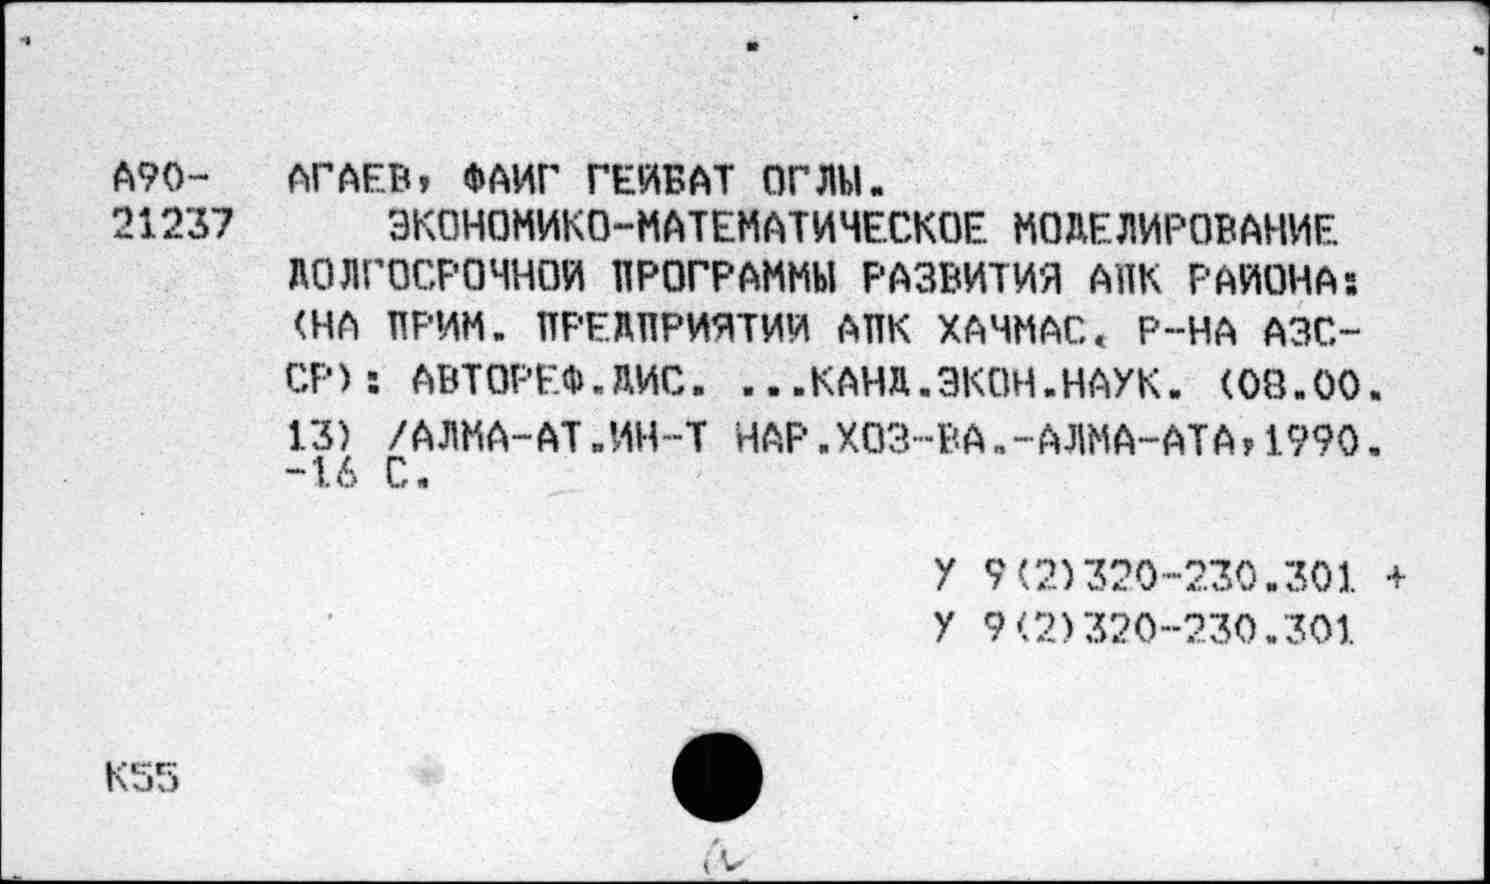 А90- АГАЕВ, ФАИГ ГЕЙБАТ ОГЛЫ.
21237 ЭКОНОМИКО-МАТЕМАТИЧЕСКОЕ МОДЕЛИРОВАНИЕ
ДОЛГОСРОЧНОЙ ПРОГРАММЫ РАЗВИТИЯ АПК РАЙОНА:
(НА ПРИМ. ПРЕДПРИЯТИЙ АПК ХАЧМАС. Р-НА АЗС-
СР): АВТОРЕФ.ДИС. ...КАНД.ЭКОН.НАУК. (08.00.
13) /АЛМА-АТ.ИН-Т НАР.ХОЗ-ВА.-АЛМА-АТА,1990.
-16 С.
У 9(2)320-230.301 +
У 9(2)320-230.301
К55